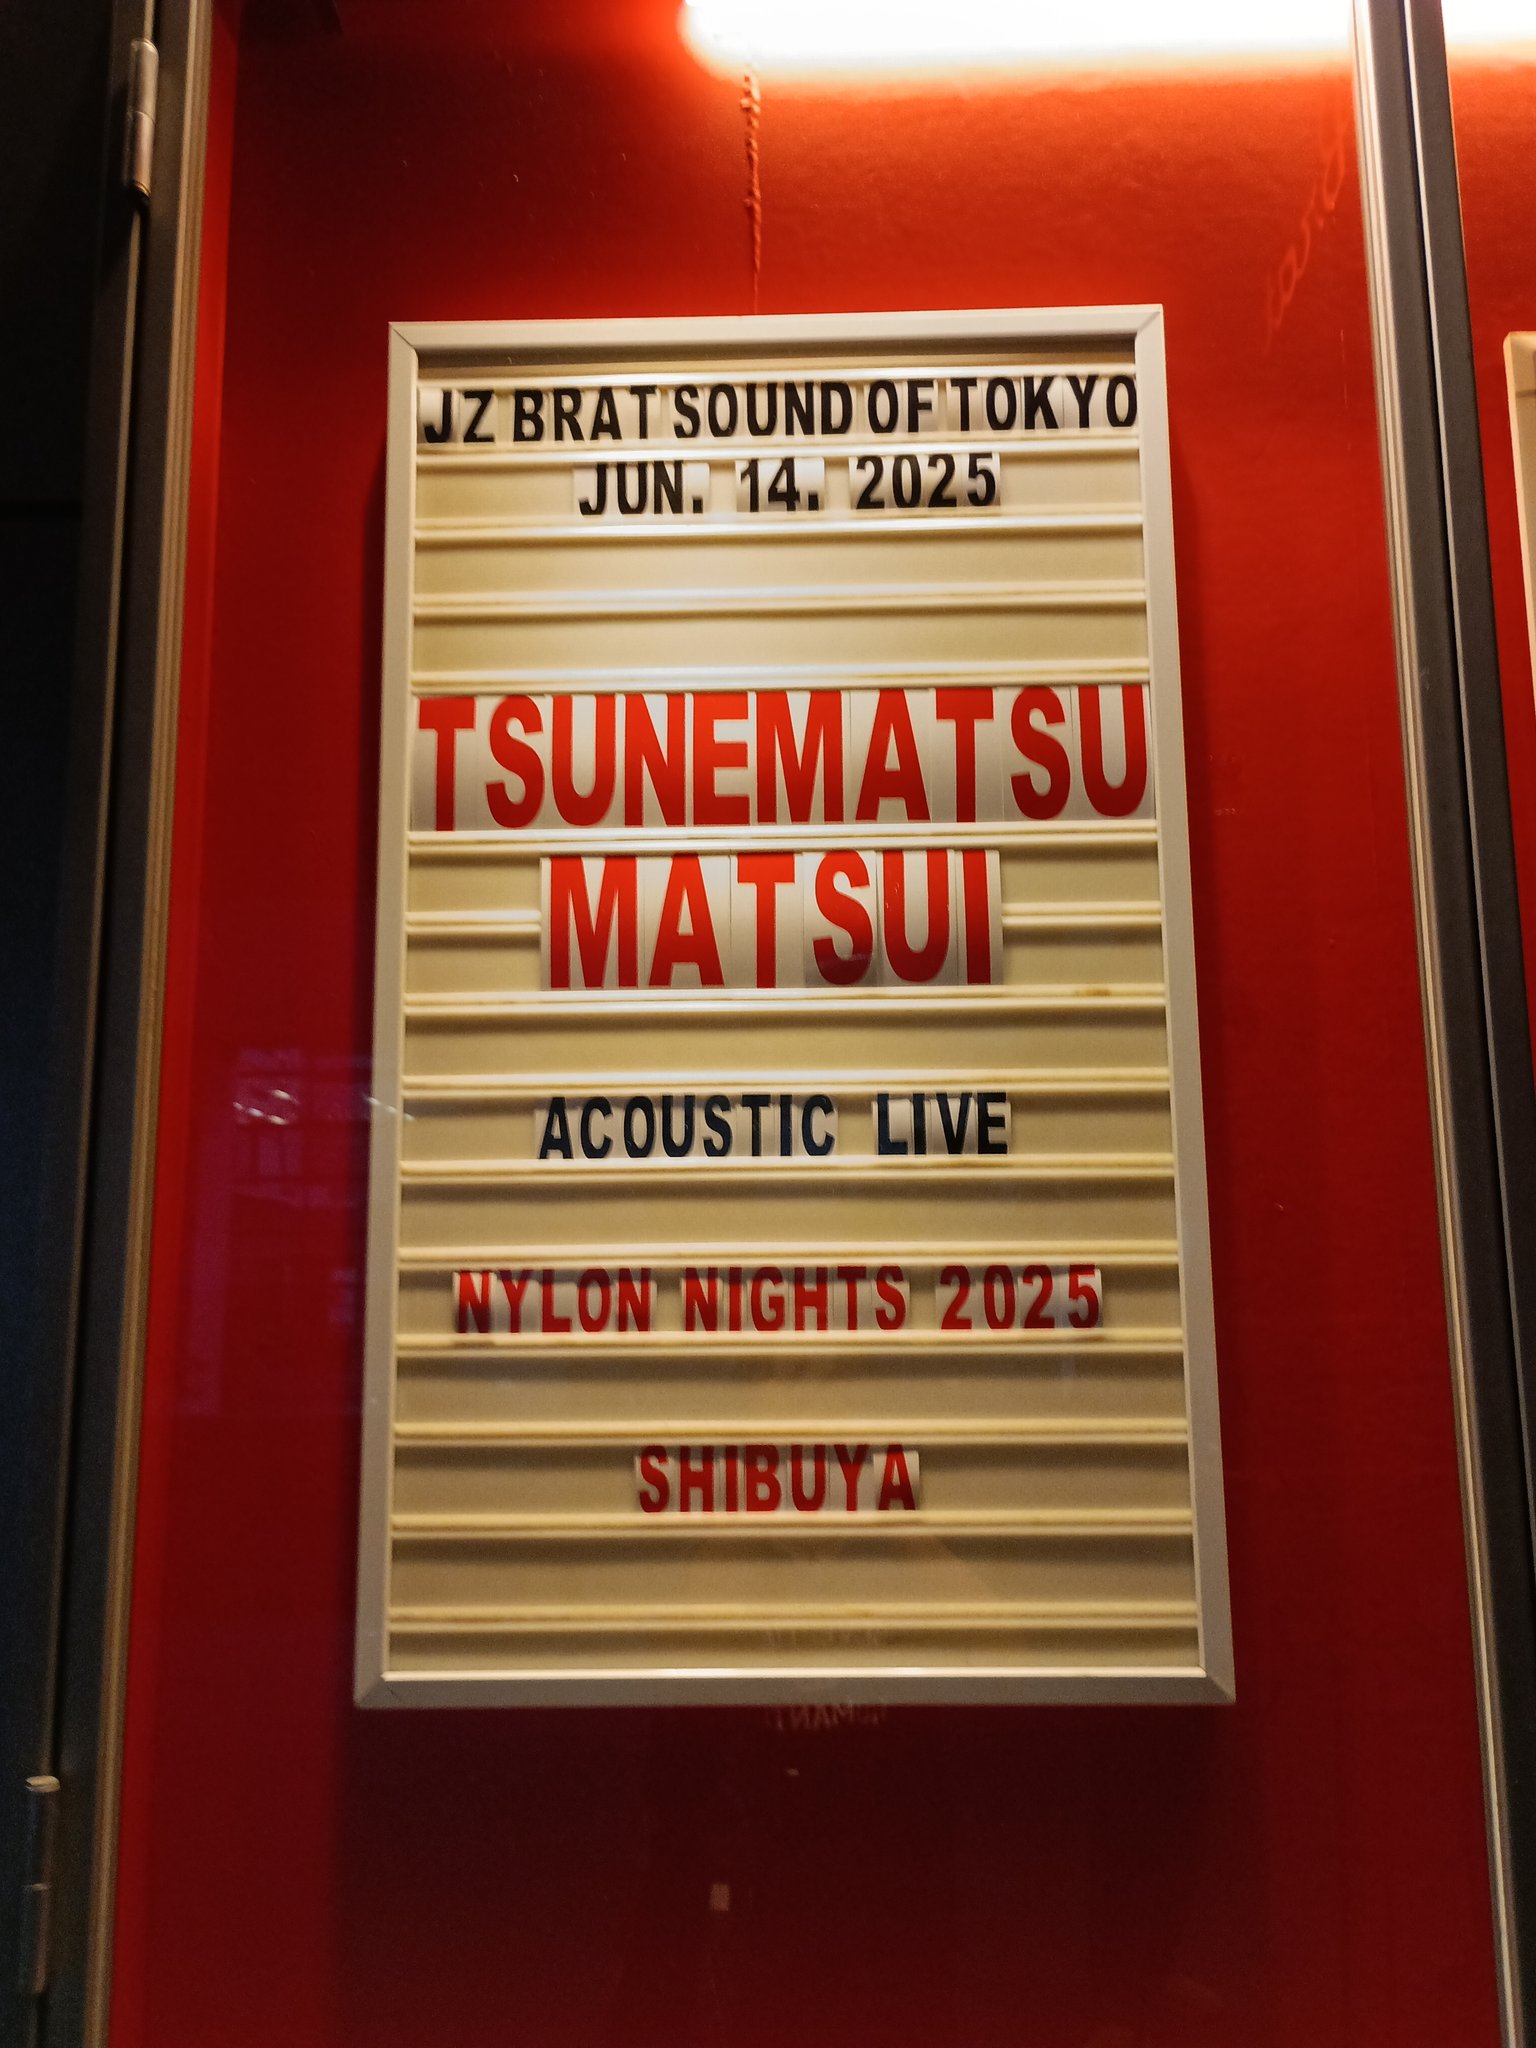 JZ BRAT SOUND OF TOKYO
JUN. 14. 2025
TSUNEMATSU
MATSUI
ACOUSTIC LIVE
NYLON NIGHTS 2025
SHIBUYA